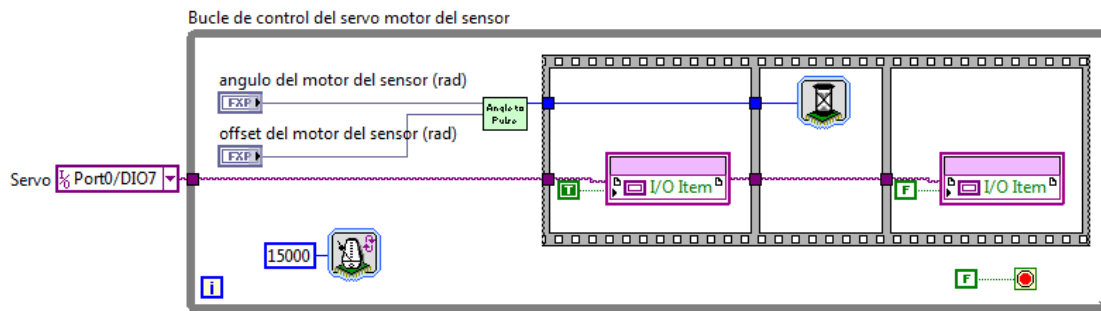 Bucle de control del servo motor del sensor
angulo del motor del sensor (rad)
FXP
Angle to
Pulse
offset del motor del sensor (rad)
FXP
Servo
I/O Port0/DIO7
T
I/O Item
F
I/O Item
15000
i
F